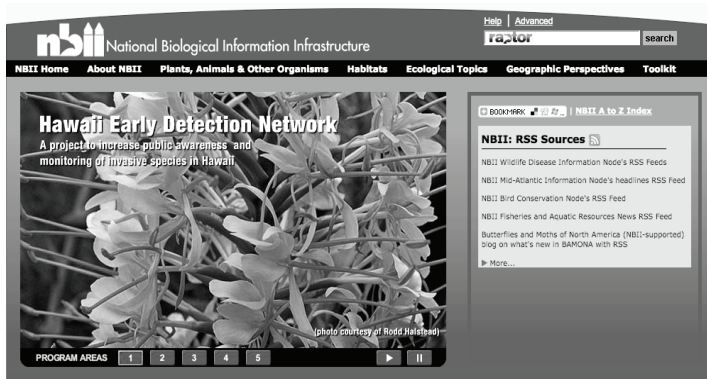 Help | Advanced
nbii National Biological Information Infrastructure
raptor search
NBII Home About NBII Plants, Animals & Other Organisms Habitats Ecological Topics Geographic Perspectives Toolkit
Hawaii Early Detection Network
A project to increase public awareness and
monitoring of invasive species in Hawaii
(photo courtesy of Rodd Halstead)
PROGRAM AREAS 1 2 3 4 5
BOOKMARK | NBII A to Z Index
NBII: RSS Sources
NBII Wildlife Disease Information Node's RSS Feeds
NBII Mid-Atlantic Information Node's headlines RSS Feed
NBII Bird Conservation Node's RSS Feed
NBII Fisheries and Aquatic Resources News RSS Feed
Butterflies and Moths of North America (NBII-supported)
blog on what's new in BAMONA with RSS
More...